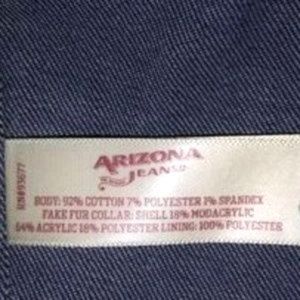 ARIZONA
JEANS
RN#93677
BODY: 92% COTTON 7% POLYESTER 1% SPANDEX
FAKE FUR COLLAR: SHELL 18% MODACRYLIC
64% ACRYLIC 18% POLYESTER LINING: 100% POLYESTER